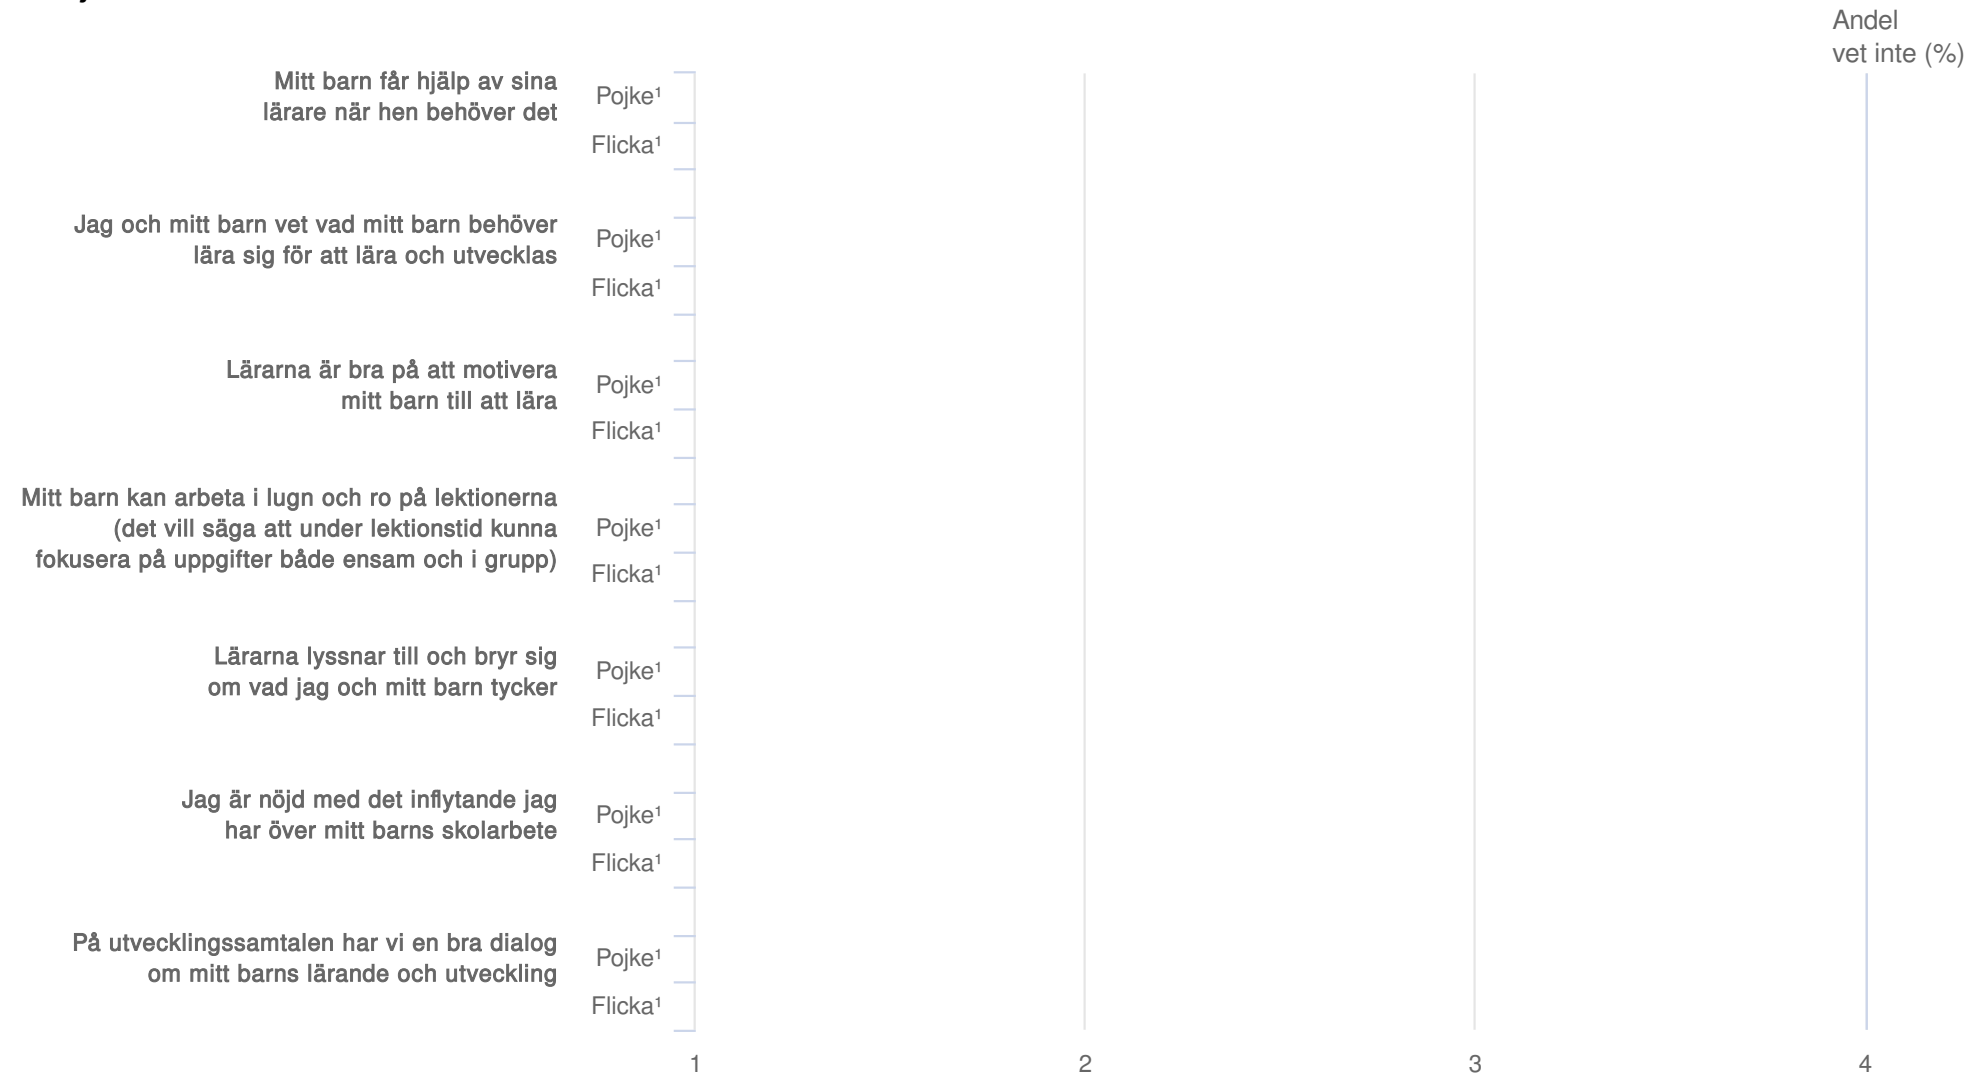 Andel
vet inte (%)
Mitt barn får hjälp av sina
lärare när hen behöver det
Pojke¹
Flicka¹
Jag och mitt barn vet vad mitt barn behöver
lära sig för att lära och utvecklas
Pojke¹
Flicka¹
Lärarna är bra på att motivera
mitt barn till att lära
Pojke¹
Flicka¹
Mitt barn kan arbeta i lugn och ro på lektionerna
(det vill säga att under lektionstid kunna
fokusera på uppgifter både ensam och i grupp)
Pojke¹
Flicka¹
Lärarna lyssnar till och bryr sig
om vad jag och mitt barn tycker
Pojke¹
Flicka¹
Jag är nöjd med det inflytande jag
har över mitt barns skolarbete
Pojke¹
Flicka¹
På utvecklingssamtalen har vi en bra dialog
om mitt barns lärande och utveckling
Pojke¹
Flicka¹
1 2 3 4